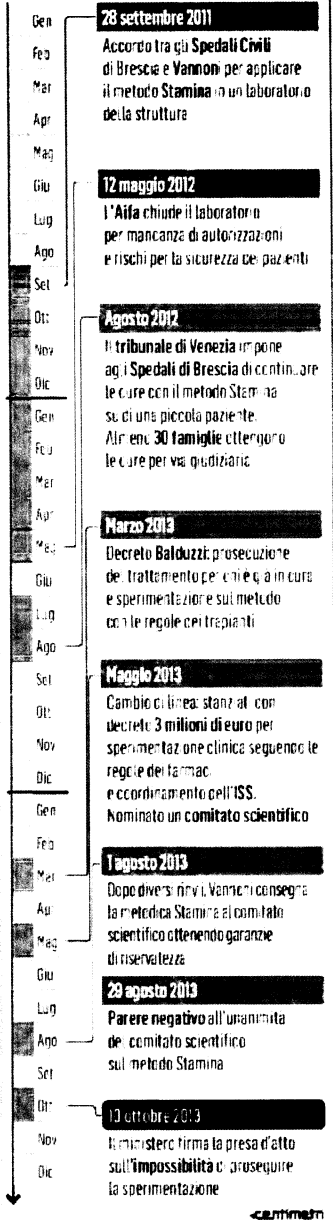 Gen
Feb
Mar
Apr
Mag
Giu
Lug
Ago
Set
Ott
Nov
Dic
Gen
Feb
Mar
Apr
Mag
Giu
Lug
Ago
Set
Ott
Nov
Dic
Gen
Feb
Mar
Apr
Mag
Giu
Lug
Ago
Set
Ott
Nov
Dic
28 settembre 2011
Accordo tra gli Spedali Civili
di Brescia e Vannoni per applicare
il metodo Stamina in un laboratorio
della struttura
12 maggio 2012
L'Aifa chiude il laboratorio
per mancanza di autorizzazioni
e rischi per la sicurezza dei pazienti
Agosto 2012
Il tribunale di Venezia impone
agli Spedali di Brescia di continuare
le cure con il metodo Stamina
su di una piccola paziente.
Almeno 30 famiglie ottengono
le cure per via giudiziaria
Marzo 2013
Decreto Balduzzi: prosecuzione
del trattamento per chi è già in cura
e sperimentazione sul metodo
con le regole dei trapianti
Maggio 2013
Cambio di linea: stanziati con
decreto 3 milioni di euro per
sperimentazione clinica seguendo le
regole dei farmaci
e coordinamento dell'ISS.
Nominato un comitato scientifico
1 agosto 2013
Dopo diversi rinvii, Vannoni consegna
la metodica Stamina al comitato
scientifico ottenendo garanzie
di riservatezza
29 agosto 2013
Parere negativo all'unanimità
del comitato scientifico
sul metodo Stamina
10 ottobre 2013
Il ministero firma la presa d'atto
sull'impossibilità di proseguire
la sperimentazione
centimetri